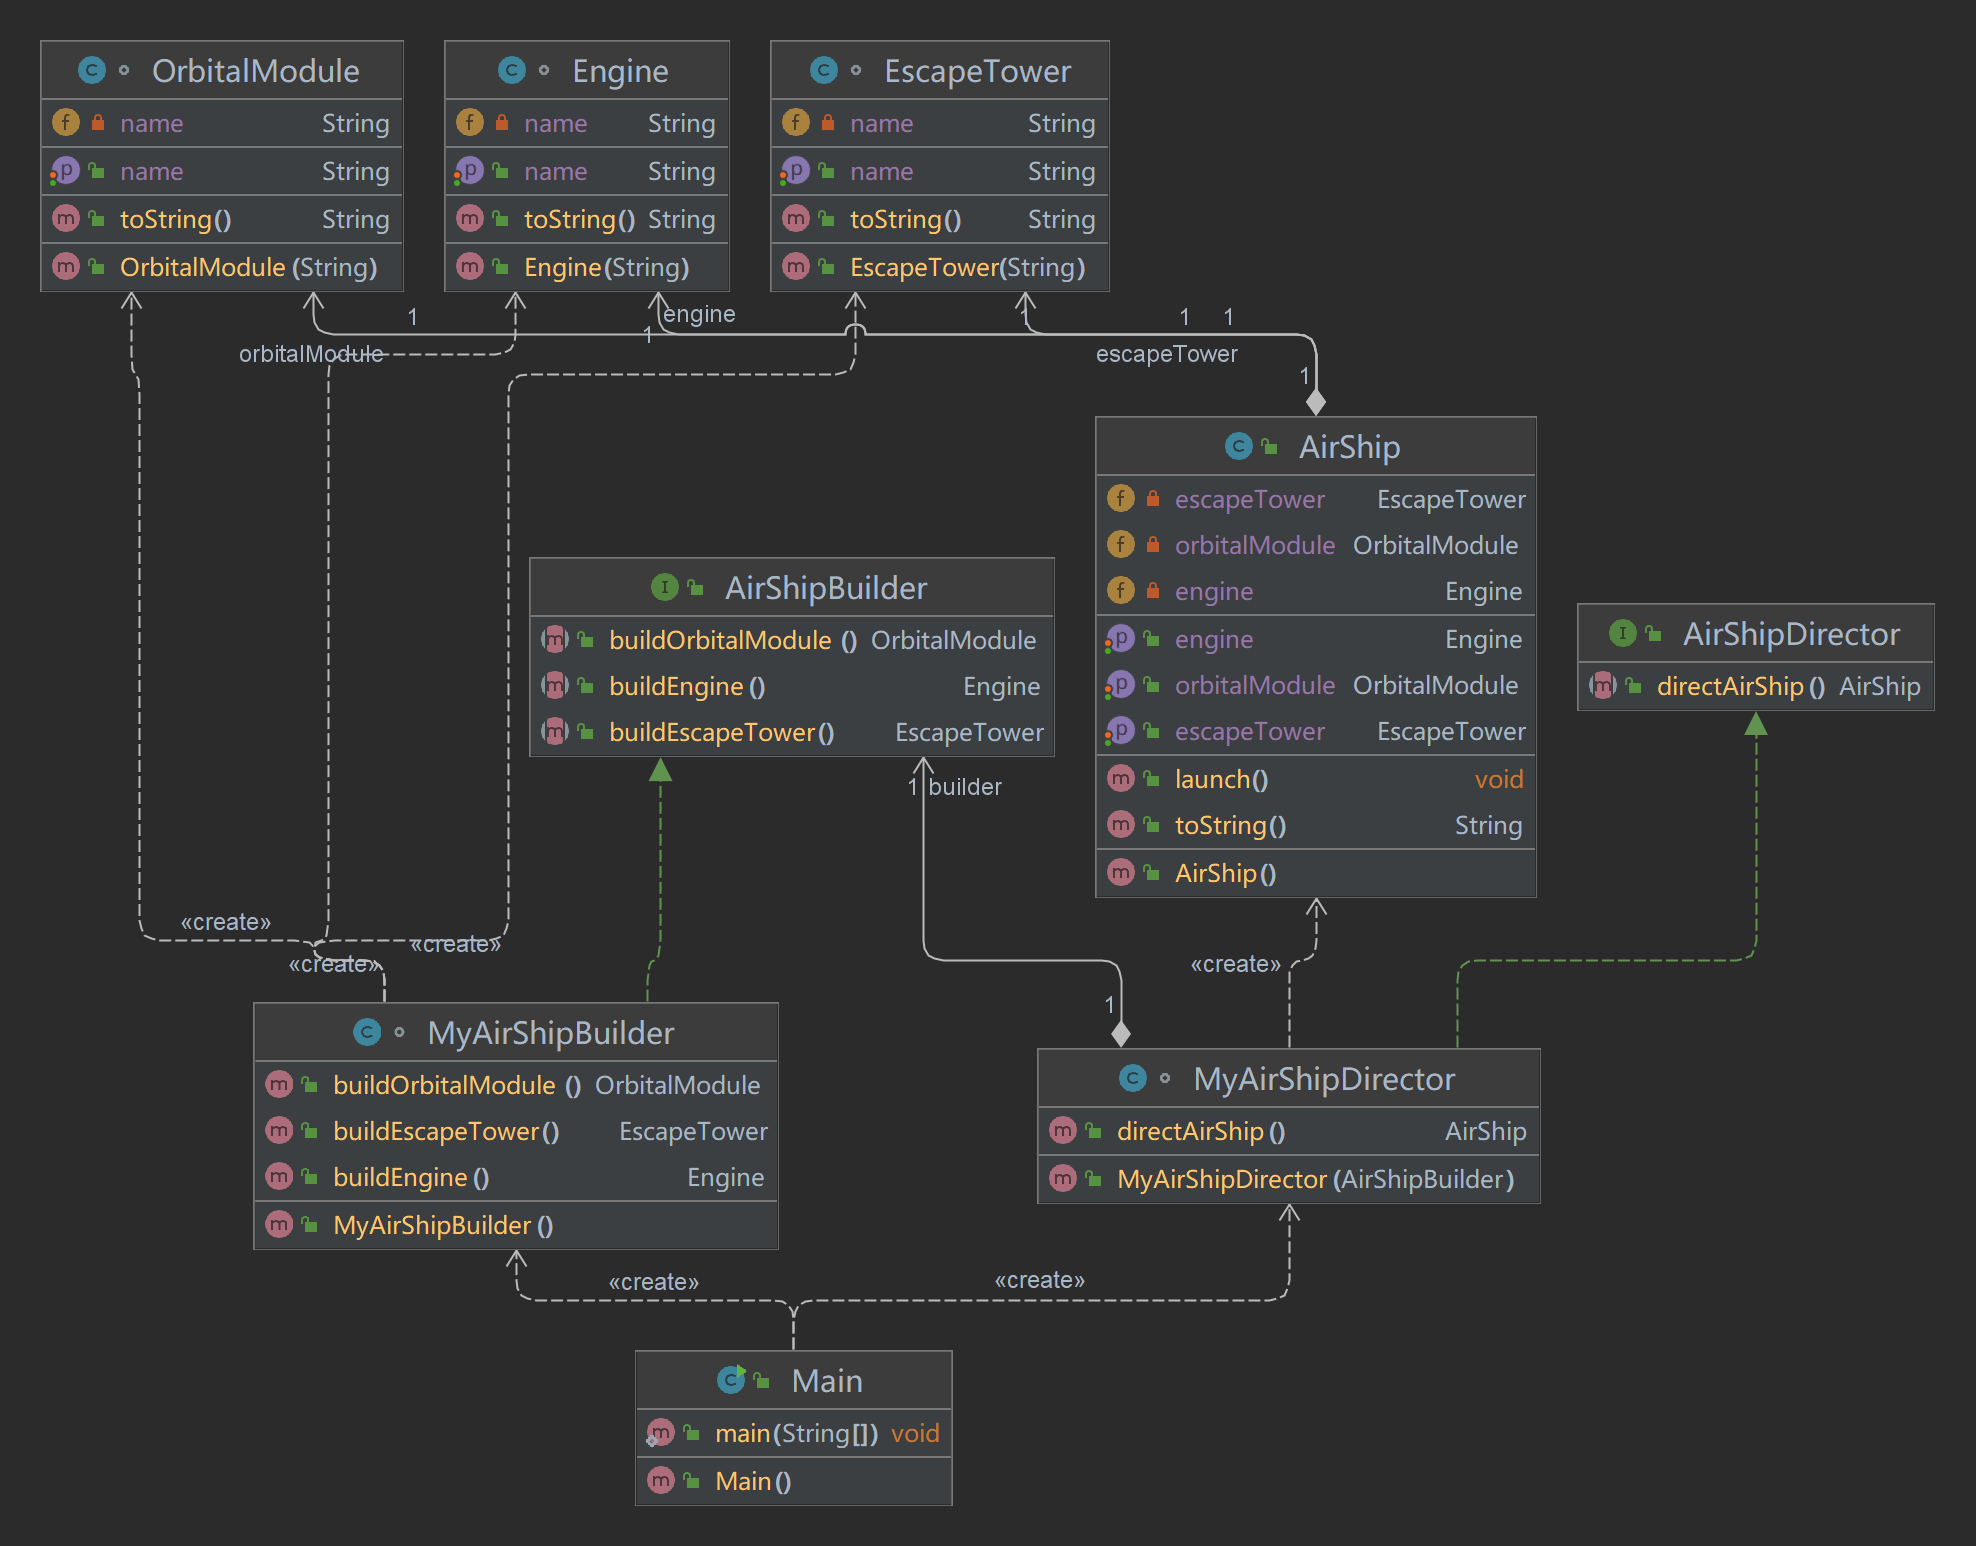 OrbitalModule
name String
name String
toString() String
OrbitalModule (String)
Engine
name String
name String
toString() String
Engine(String)
EscapeTower
name String
name String
toString() String
EscapeTower(String)
1
engine
1
1
1
1
orbitalModule
escapeTower
1
AirShip
escapeTower EscapeTower
orbitalModule OrbitalModule
engine Engine
engine Engine
orbitalModule OrbitalModule
escapeTower EscapeTower
launch() void
toString() String
AirShip()
AirShipBuilder
buildOrbitalModule () OrbitalModule
buildEngine () Engine
buildEscapeTower() EscapeTower
AirShipDirector
directAirShip () AirShip
1 builder
«create»
«create»
«create»
«create»
1
MyAirShipBuilder
buildOrbitalModule () OrbitalModule
buildEscapeTower() EscapeTower
buildEngine () Engine
MyAirShipBuilder ()
MyAirShipDirector
directAirShip () AirShip
MyAirShipDirector (AirShipBuilder)
«create»
«create»
Main
main(String[]) void
Main()